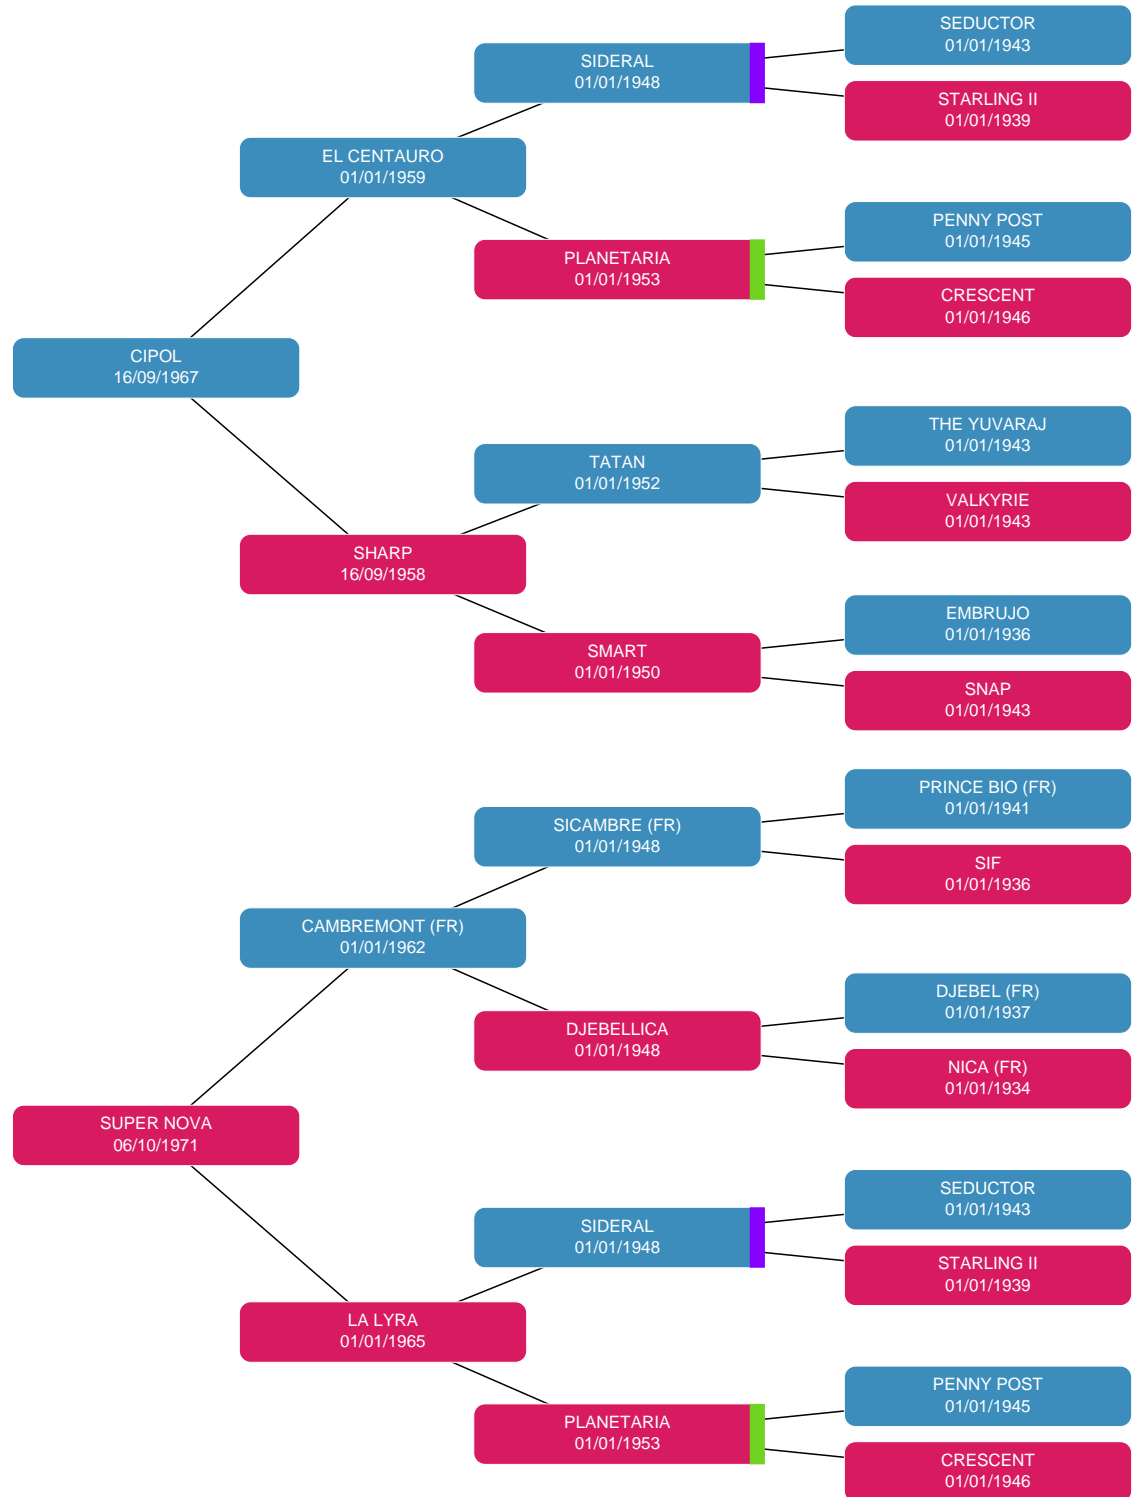 SEDUCTOR
01/01/1943
SIDERAL
01/01/1948
STARLING II
01/01/1939
EL CENTAURO
01/01/1959
PENNY POST
01/01/1945
PLANETARIA
01/01/1953
CRESCENT
01/01/1946
CIPOL
16/09/1967
THE YUVARAJ
01/01/1943
TATAN
01/01/1952
VALKYRIE
01/01/1943
SHARP
16/09/1958
EMBRUJO
01/01/1936
SMART
01/01/1950
SNAP
01/01/1943
PRINCE BIO (FR)
01/01/1941
SICAMBRE (FR)
01/01/1948
SIF
01/01/1936
CAMBREMONT (FR)
01/01/1962
DJEBEL (FR)
01/01/1937
DJEBELLICA
01/01/1948
NICA (FR)
01/01/1934
SUPER NOVA
06/10/1971
SEDUCTOR
01/01/1943
SIDERAL
01/01/1948
STARLING II
01/01/1939
LA LYRA
01/01/1965
PENNY POST
01/01/1945
PLANETARIA
01/01/1953
CRESCENT
01/01/1946